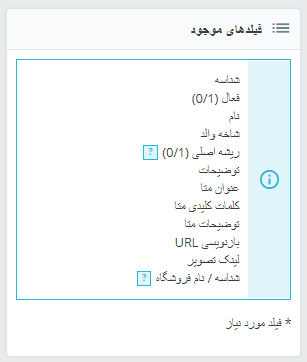 فیلدهای موجود
شناسه
فعال (0/1)
نام
شاخه والد
ریشه اصلی (0/1) ?
توضیحات
عنوان متا
کلمات کلیدی متا
توضیحات متا
بازنویسی URL
لینک تصویر
شناسه / نام فروشگاه ?
* فیلد مورد نیاز